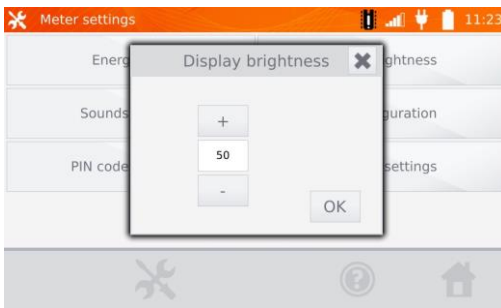 Meter settings
11:23
Energ
Display brightness
ghtness
Sounds
+
guration
50
PIN code
-
settings
OK